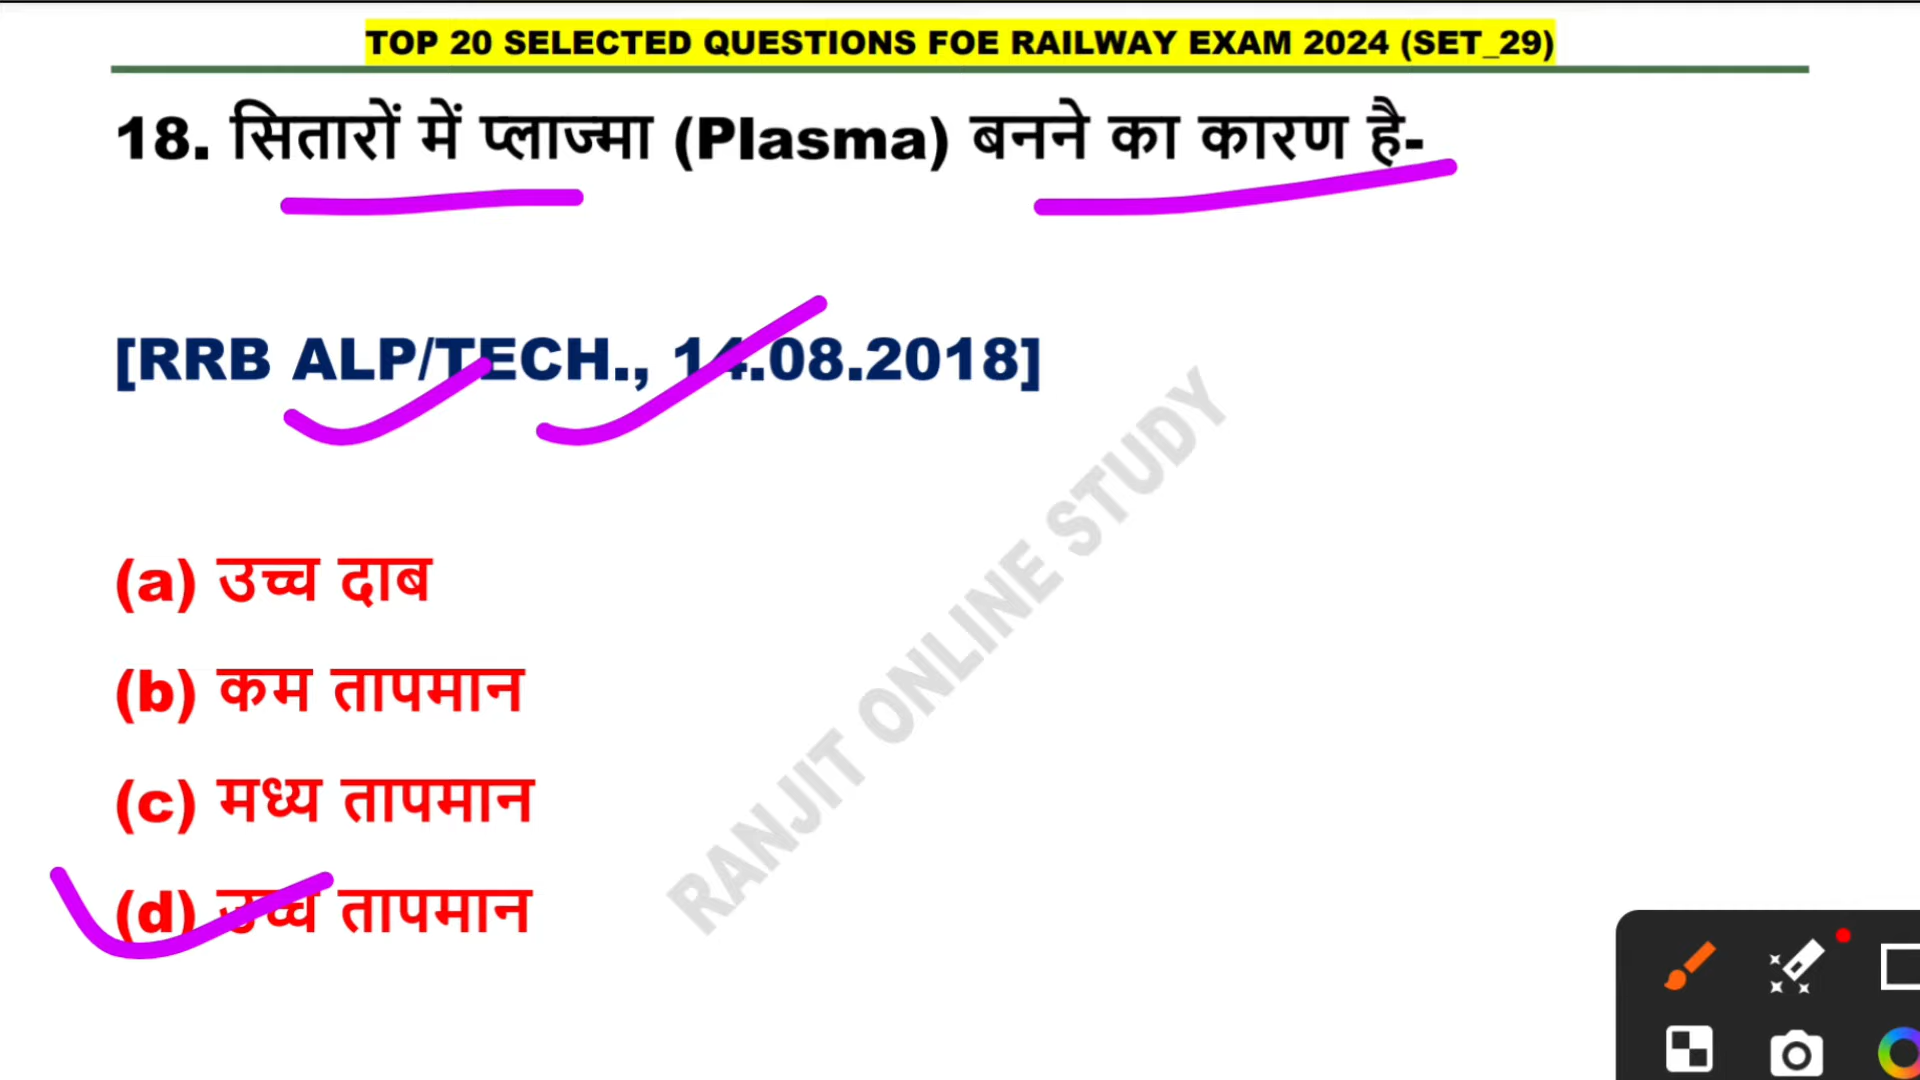 TOP 20 SELECTED QUESTIONS FOE RAILWAY EXAM 2024 (SET_29)
18. सितारों में प्लाज्मा (Plasma) बनने का कारण है-
[RRB ALP/TECH., 14.08.2018]
RANJIT ONLINE STUDY
(a) उच्च दाब
(b) कम तापमान
(c) मध्य तापमान
(d) उच्च तापमान